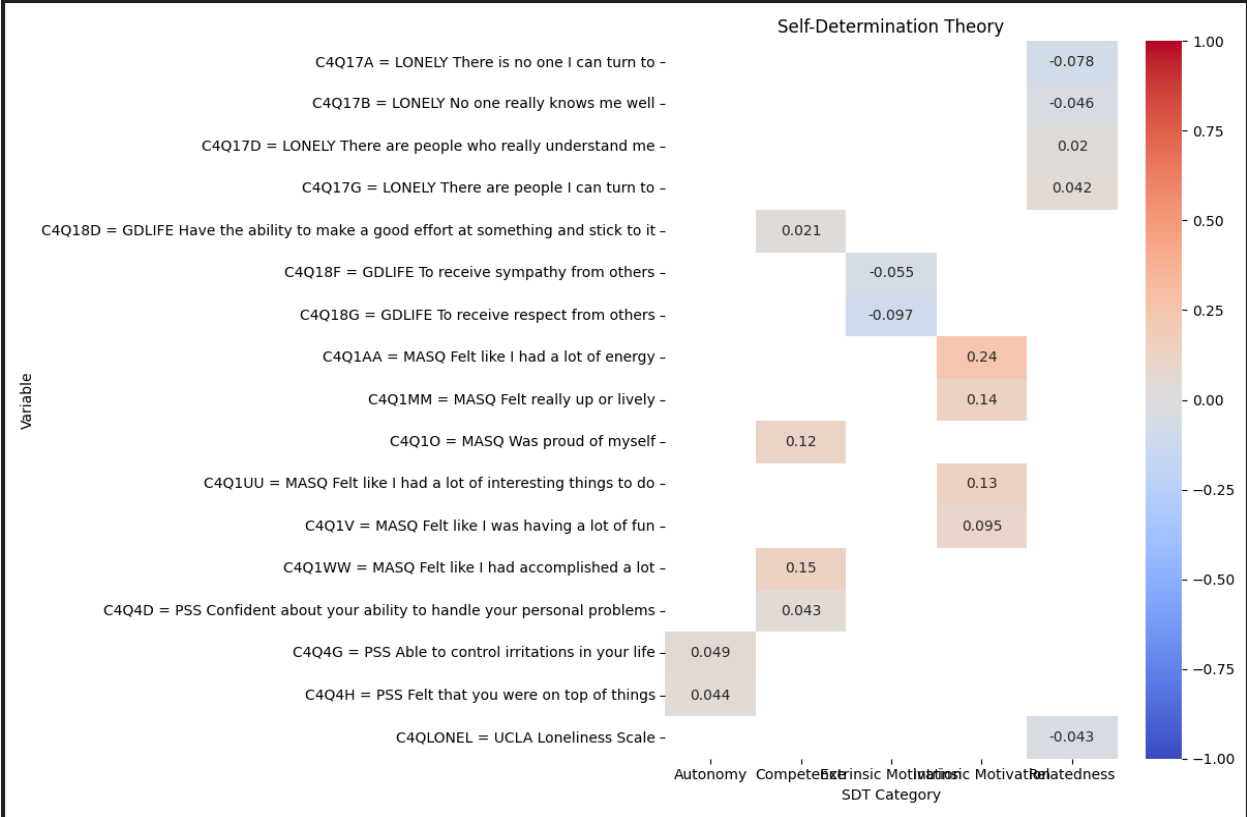 Self-Determination Theory
C4Q17A = LONELY There is no one I can turn to
-0.078
C4Q17B = LONELY No one really knows me well
-0.046
C4Q17D = LONELY There are people who really understand me
0.02
C4Q17G = LONELY There are people I can turn to
0.042
C4Q18D = GDLIFE Have the ability to make a good effort at something and stick to it
0.021
C4Q18F = GDLIFE To receive sympathy from others
-0.055
C4Q18G = GDLIFE To receive respect from others
-0.097
C4Q1AA = MASQ Felt like I had a lot of energy
0.24
C4Q1MM = MASQ Felt really up or lively
0.14
C4Q1O = MASQ Was proud of myself
0.12
C4Q1UU = MASQ Felt like I had a lot of interesting things to do
0.13
C4Q1V = MASQ Felt like I was having a lot of fun
0.095
C4Q1WW = MASQ Felt like I had accomplished a lot
0.15
C4Q4D = PSS Confident about your ability to handle your personal problems
0.043
C4Q4G = PSS Able to control irritations in your life
0.049
C4Q4H = PSS Felt that you were on top of things
0.044
C4QLONEL = UCLA Loneliness Scale
-0.043
Variable
Autonomy
Competence
Extrinsic Motivation
Intrinsic Motivation
Relatedness
SDT Category
1.00
0.75
0.50
0.25
0.00
−0.25
−0.50
−0.75
−1.00